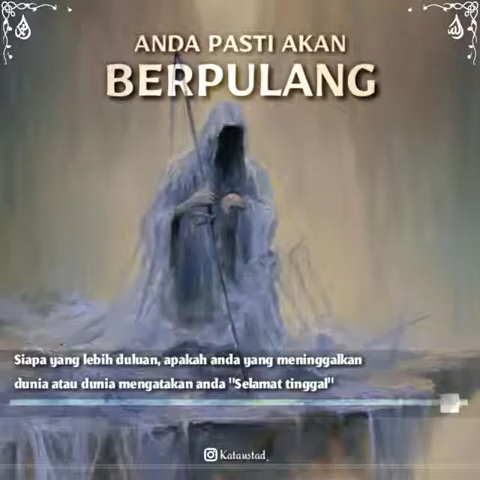 ANDA PASTI AKAN
BERPULANG
Siapa yang lebih duluan, apakah anda yang meninggalkan
dunia atau dunia mengatakan anda "Selamat tinggal"
Kataustad_